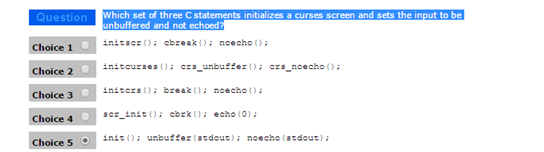 Question Which set of three C statements initializes a curses screen and sets the input to be
unbuffered and not echoed?
Choice 1 initscr(); cbreak(); noecho();
Choice 2 initcurses(); crs_unbuffer(); crs_noecho();
Choice 3 initcrs(); break(); noecho();
Choice 4 scr_init(); cbrk(); echo(0);
Choice 5 init(); unbuffer(stdout); noecho(stdout);